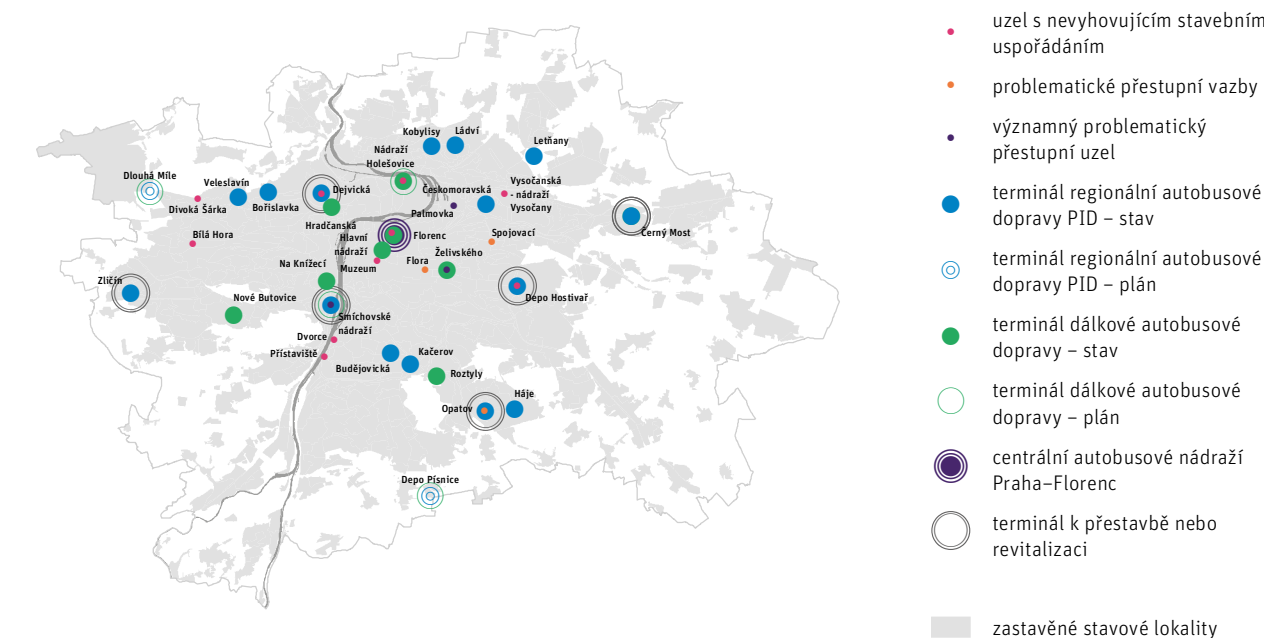 Kobylisy
Ládví
Letňany
Nádraží
Holešovice
Dlouhá Míle
Veleslavín
Divoká Šárka
Bořislavka
Dejvická
Českomoravská
Vysočanská
- nádraží
Vysočany
Palmovka
Hradčanská
Bílá Hora
Hlavní
nádraží
Florenc
Spojovací
Černý Most
Muzeum
Flora
Želivského
Na Knížecí
Zličín
Nové Butovice
Depo Hostivař
Smíchovské
nádraží
Dvorce
Přístaviště
Budějovická
Kačerov
Roztyly
Opatov
Háje
Depo Písnice
uzel s nevyhovujícím stavebním
uspořádáním
problematické přestupní vazby
významný problematický
přestupní uzel
terminál regionální autobusové
dopravy PID – stav
terminál regionální autobusové
dopravy PID – plán
terminál dálkové autobusové
dopravy – stav
terminál dálkové autobusové
dopravy – plán
centrální autobusové nádraží
Praha–Florenc
terminál k přestavbě nebo
revitalizaci
zastavěné stavové lokality